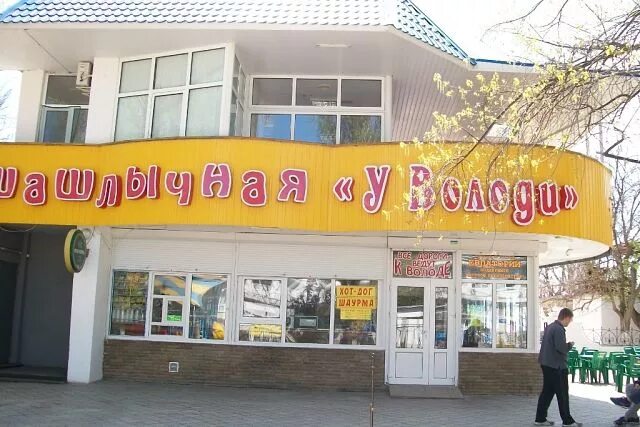 шашлычная «у Володи»
ВСЕ ДОРОГИ
ВЕДУТ
К ВОЛОДЕ
ХОТ-ДОГ
ШАУРМА